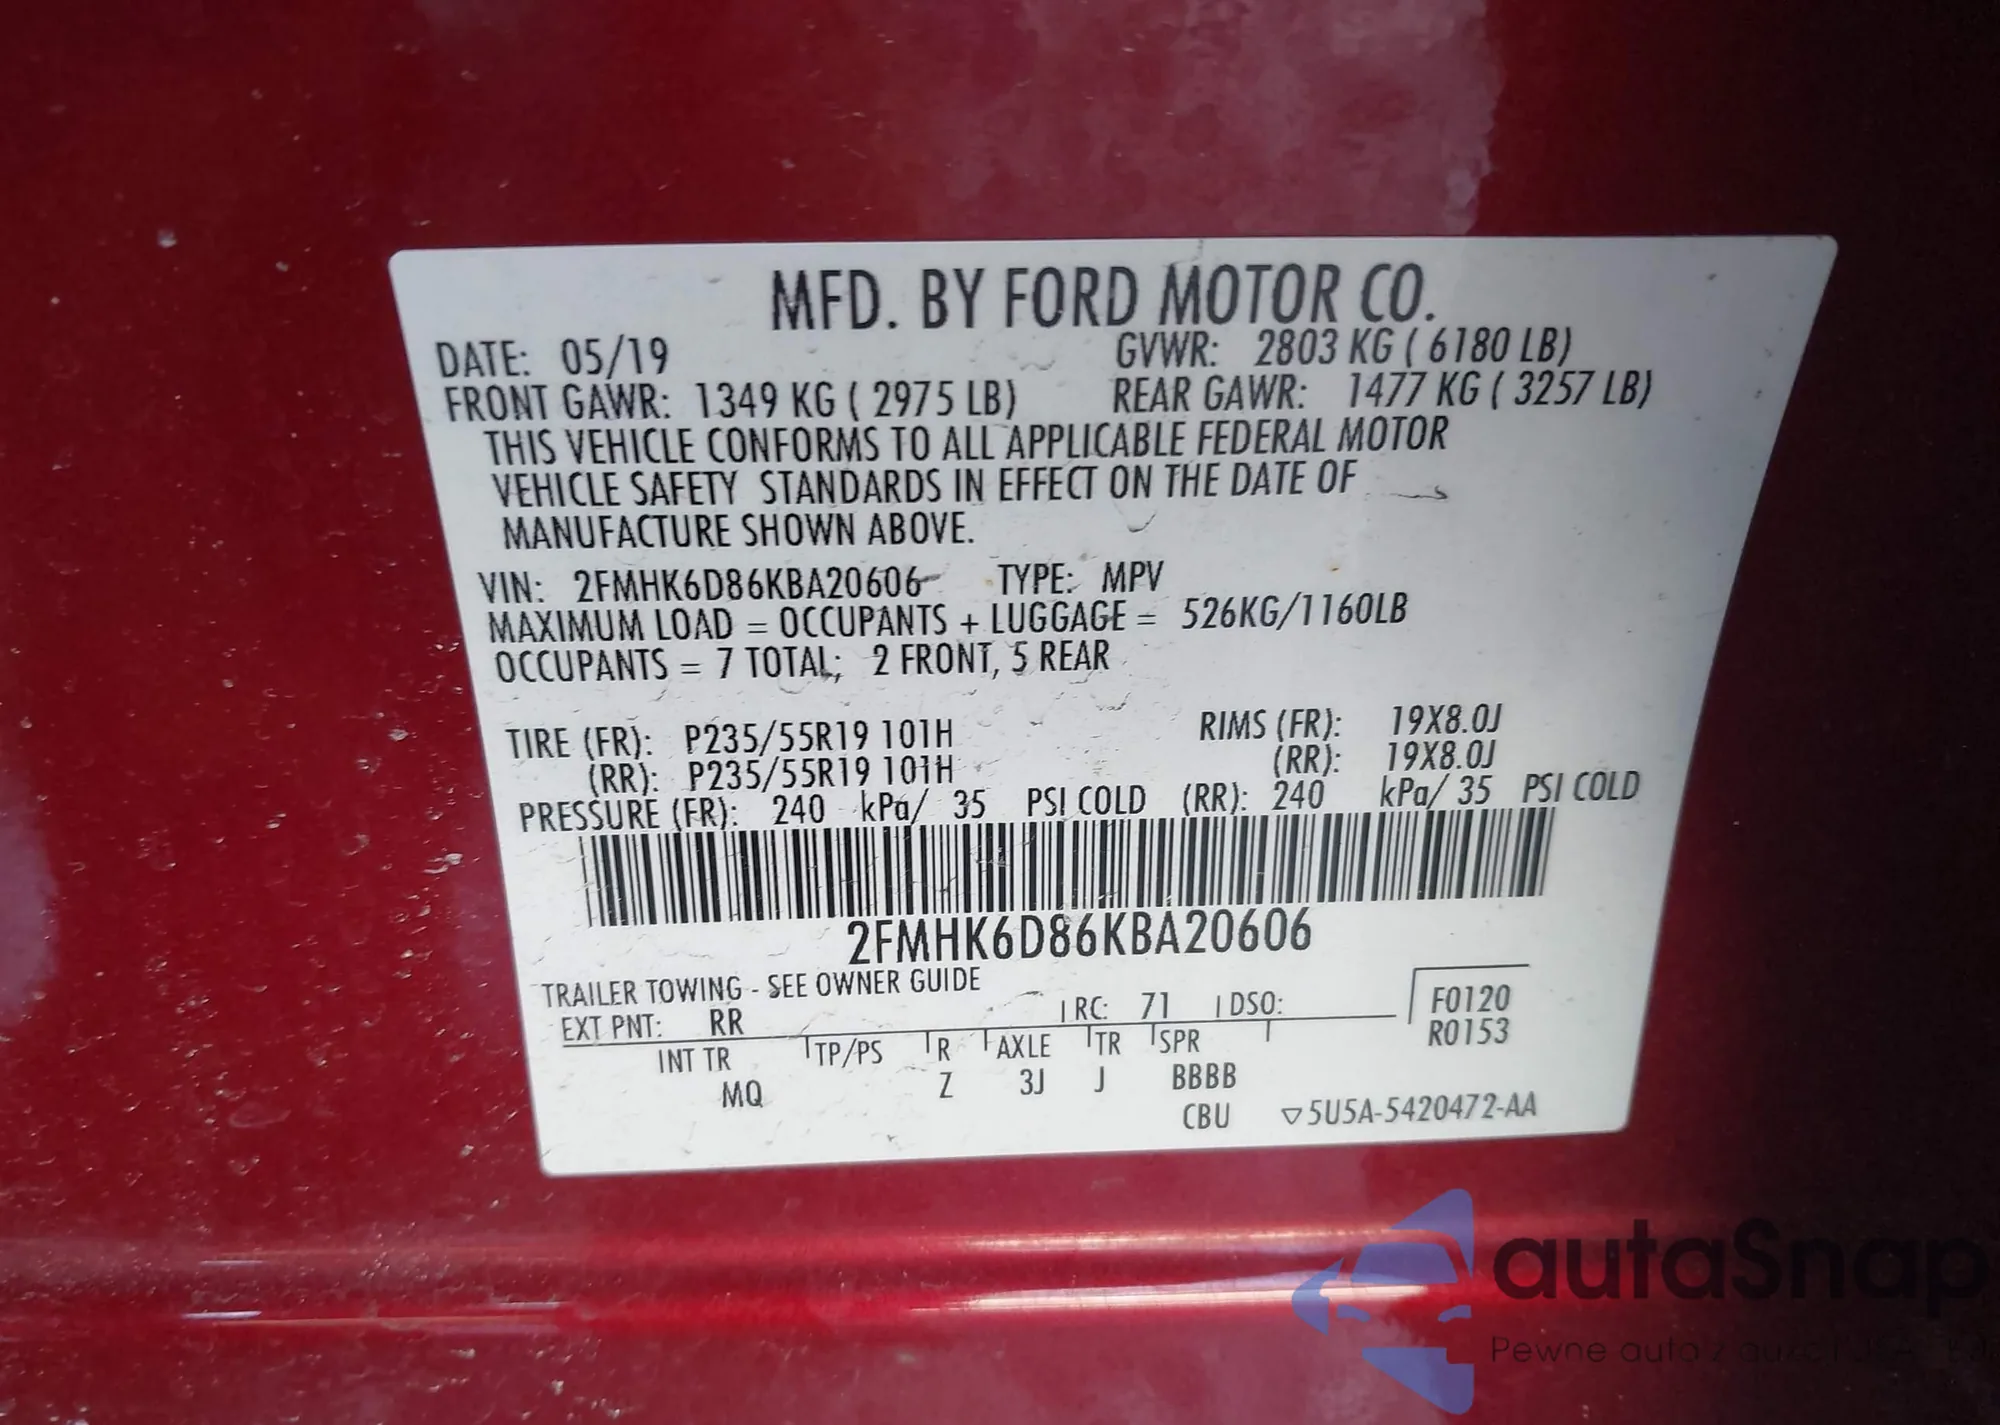 MFD. BY FORD MOTOR CO.
DATE: 05/19 GVWR: 2803 KG ( 6180 LB)
FRONT GAWR: 1349 KG ( 2975 LB) REAR GAWR: 1477 KG ( 3257 LB)
THIS VEHICLE CONFORMS TO ALL APPLICABLE FEDERAL MOTOR
VEHICLE SAFETY STANDARDS IN EFFECT ON THE DATE OF
MANUFACTURE SHOWN ABOVE.
VIN: 2FMHK6D86KBA20606 TYPE: MPV
MAXIMUM LOAD = OCCUPANTS + LUGGAGE = 526KG/1160LB
OCCUPANTS = 7 TOTAL; 2 FRONT, 5 REAR
TIRE (FR): P235/55R19 101H RIMS (FR): 19X8.0J
(RR): P235/55R19 101H (RR): 19X8.0J
PRESSURE (FR): 240 kPa/ 35 PSI COLD (RR): 240 kPa/ 35 PSI COLD
2FMHK6D86KBA20606
TRAILER TOWING - SEE OWNER GUIDE
EXT PNT: RR RC: 71 DSO: F0120
R0153
INT TR TP/PS R AXLE TR SPR
MQ Z 3J J BBBB
CBU ▽5U5A-5420472-AA
autaSnap
Pewne auta z